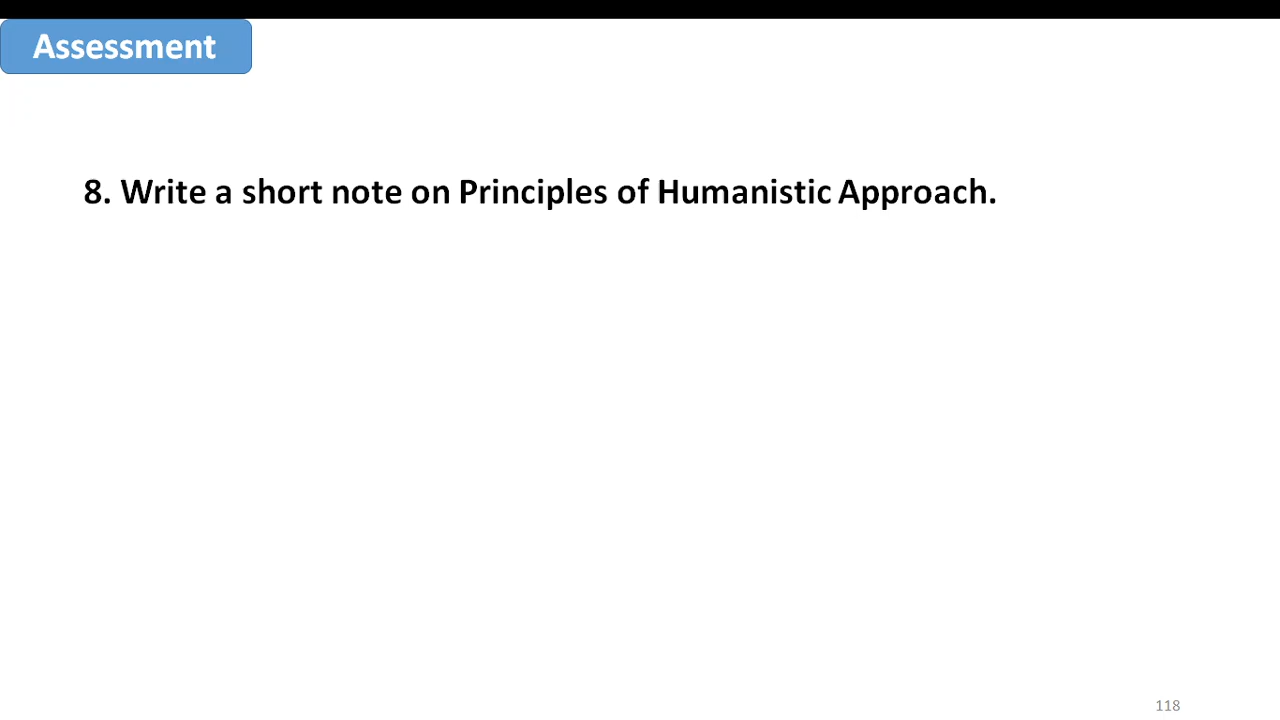 Assessment
8. Write a short note on Principles of Humanistic Approach.
118